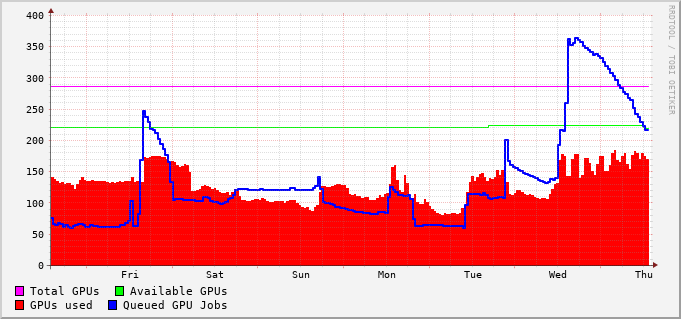 RRDTOOL / TOBI OETIKER
400
350
300
250
200
150
100
50
0
Fri Sat Sun Mon Tue Wed Thu
Total GPUs Available GPUs
GPUs used Queued GPU Jobs